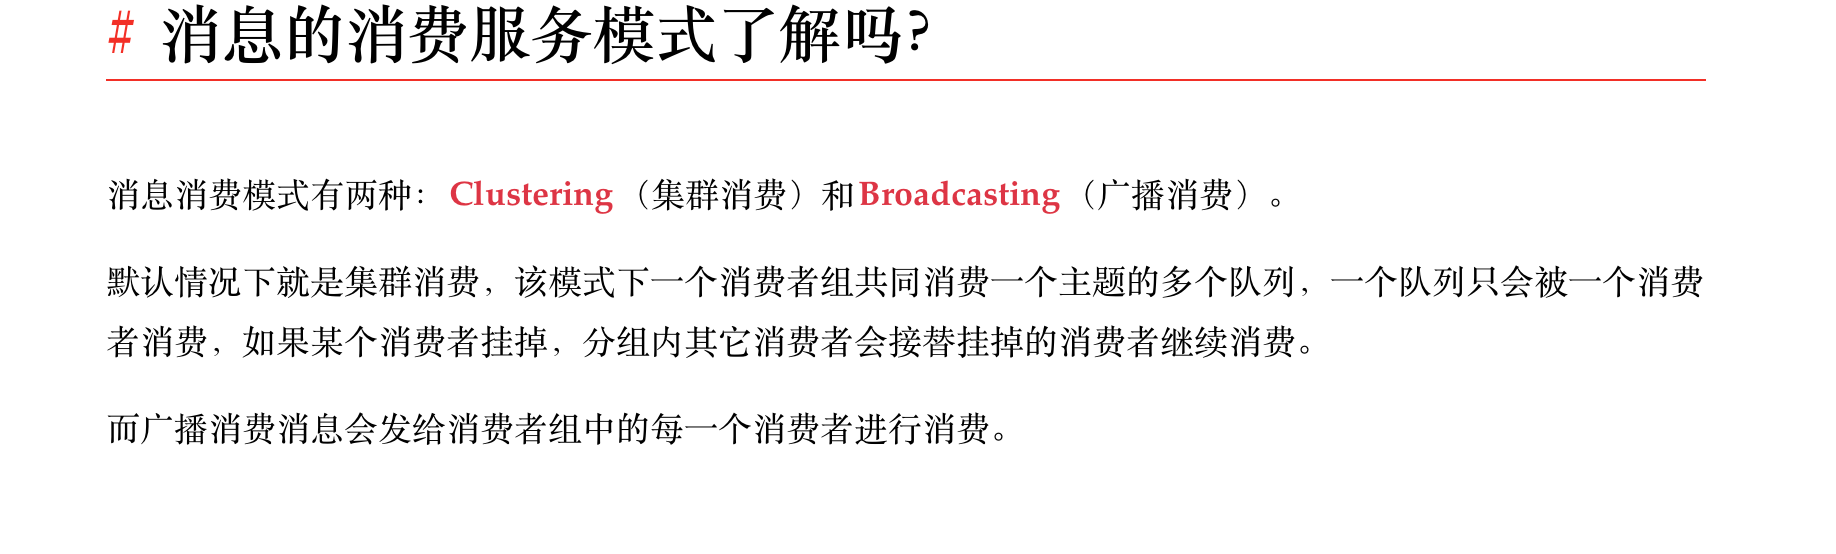 # 消息的消费服务模式了解吗?
消息消费模式有两种：Clustering（集群消费）和Broadcasting（广播消费）。
默认情况下就是集群消费，该模式下一个消费者组共同消费一个主题的多个队列，一个队列只会被一个消费
者消费，如果某个消费者挂掉，分组内其它消费者会接替挂掉的消费者继续消费。
而广播消费消息会发给消费者组中的每一个消费者进行消费。